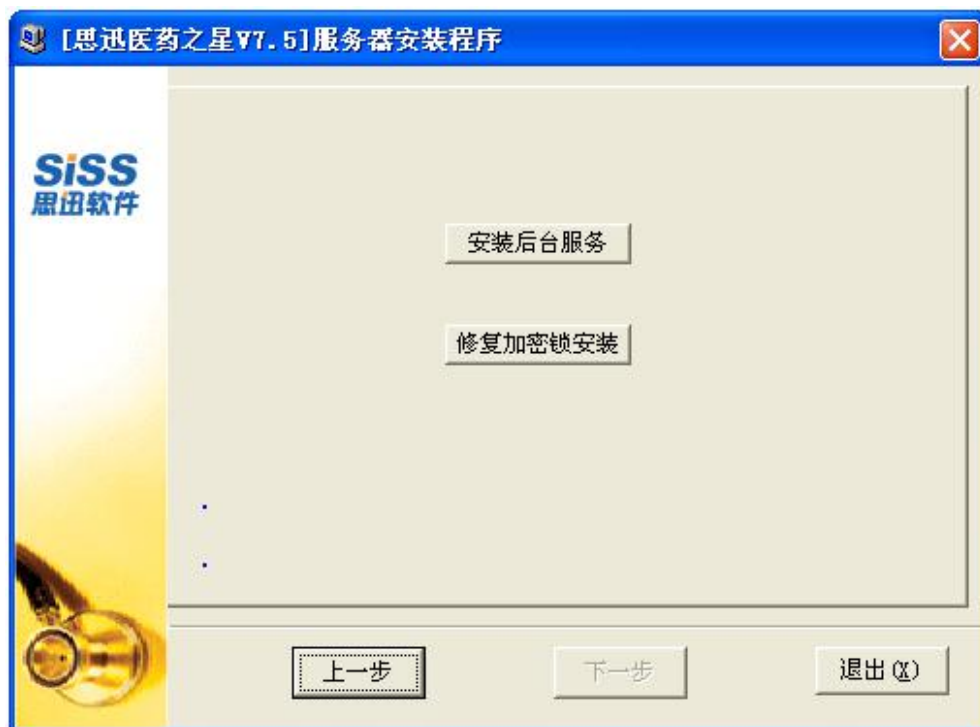 [思迅医药之星V7.5]服务器安装程序
SiSS
思迅软件
安装后台服务
修复加密锁安装
上一步
下一步
退出(X)